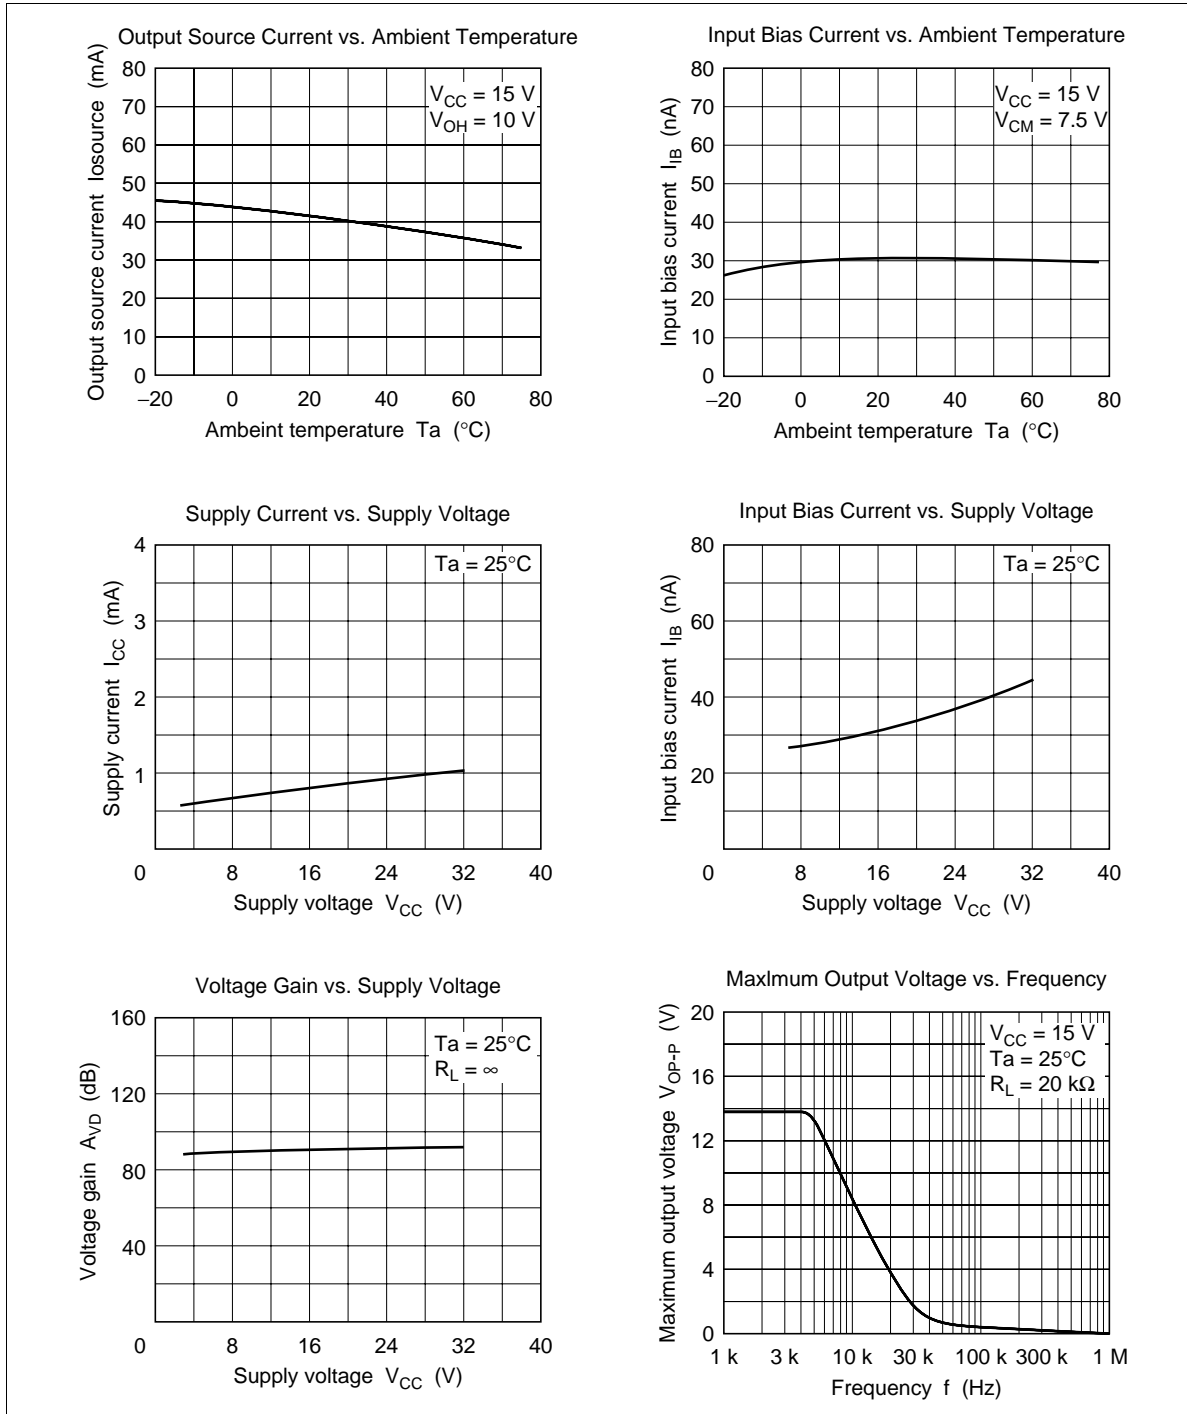 Output Source Current vs. Ambient Temperature
Output source current Iosource (mA)
80
70
60
50
40
30
20
10
0
VCC = 15 V
VOH = 10 V
−20 0 20 40 60 80
Ambeint temperature Ta (°C)
Input Bias Current vs. Ambient Temperature
Input bias current IIB (nA)
80
70
60
50
40
30
20
10
0
VCC = 15 V
VCM = 7.5 V
−20 0 20 40 60 80
Ambeint temperature Ta (°C)
Supply Current vs. Supply Voltage
Supply current ICC (mA)
4
3
2
1
Ta = 25°C
0 8 16 24 32 40
Supply voltage VCC (V)
Input Bias Current vs. Supply Voltage
Input bias current IIB (nA)
80
60
40
20
Ta = 25°C
0 8 16 24 32 40
Supply voltage VCC (V)
Voltage Gain vs. Supply Voltage
Voltage gain AVD (dB)
160
120
80
40
Ta = 25°C
RL = ∞
0 8 16 24 32 40
Supply voltage VCC (V)
Maxlmum Output Voltage vs. Frequency
Maximum output voltage VOP-P (V)
20
16
12
8
4
0
VCC = 15 V
Ta = 25°C
RL = 20 kΩ
1 k 3 k 10 k 30 k 100 k 300 k 1 M
Frequency f (Hz)